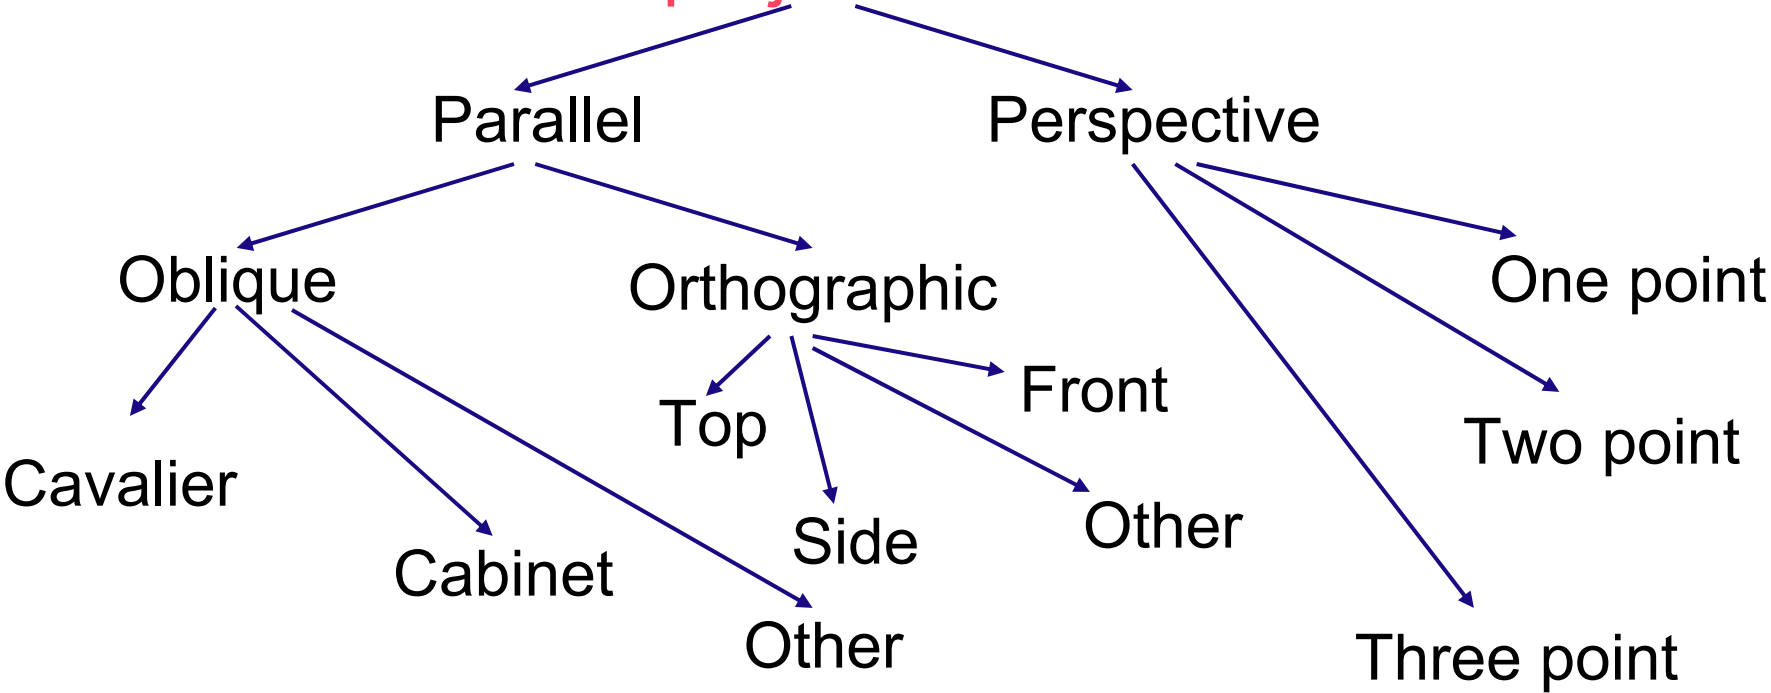 Parallel
Perspective
Oblique
Orthographic
One point
Top
Front
Two point
Cavalier
Side
Other
Cabinet
Other
Three point